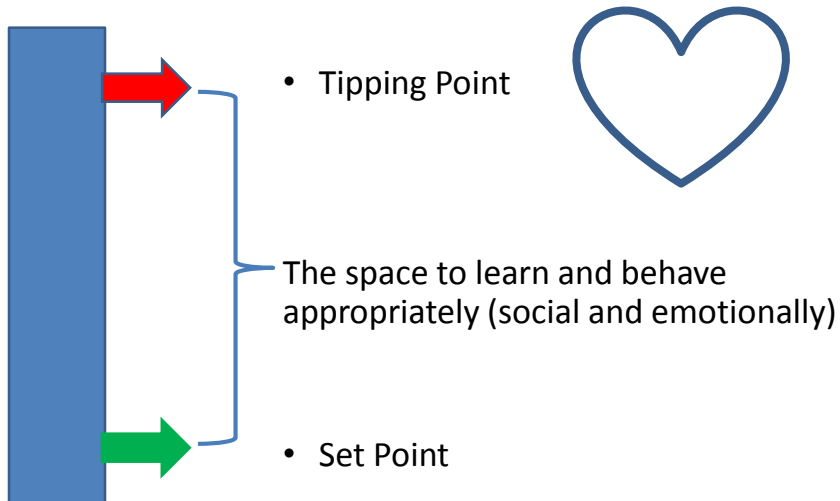 • Tipping Point
The space to learn and behave
appropriately (social and emotionally)
• Set Point